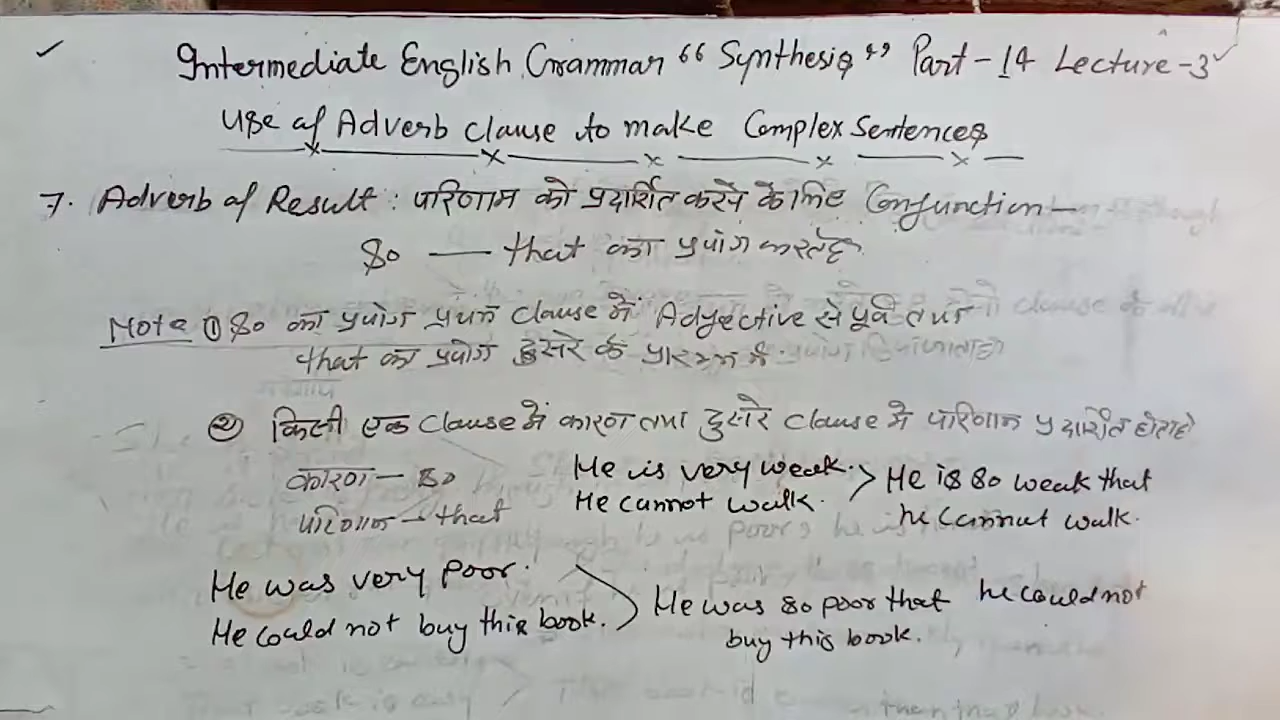 Intermediate English Grammar "Synthesis" Part-14 Lecture-3
Use of Adverb Clause to make Complex Sentences
7. Adverb of Result : परिणाम को प्रदर्शित करने के लिए Conjunction—
So — that का प्रयोग करते है
Note ① So का प्रयोग प्रथम Clause में Adjective से पूर्व तथा
that का प्रयोग दुसरे के प्रारम्भ में
② किसी एक Clause में कारण तथा दुसरे Clause मे परिणाम प्रदर्शित होता है
कारण — So
परिणाम → that
He is very weak.
He cannot walk.
He is so weak that
he cannut walk.
He was very poor.
He could not buy this book.
He was so poor that he could not
buy this book.